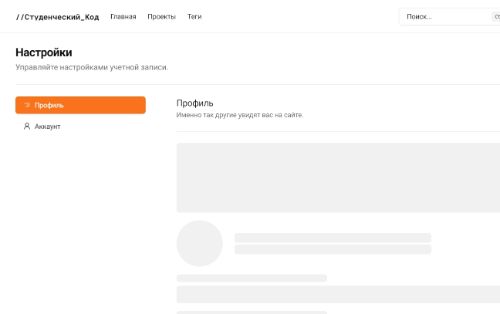 //Студенческий_Код Главная Проекты Теги Поиск...
Настройки
Управляйте настройками учетной записи.
Профиль
Аккаунт
Профиль
Именно так другие увидят вас на сайте.